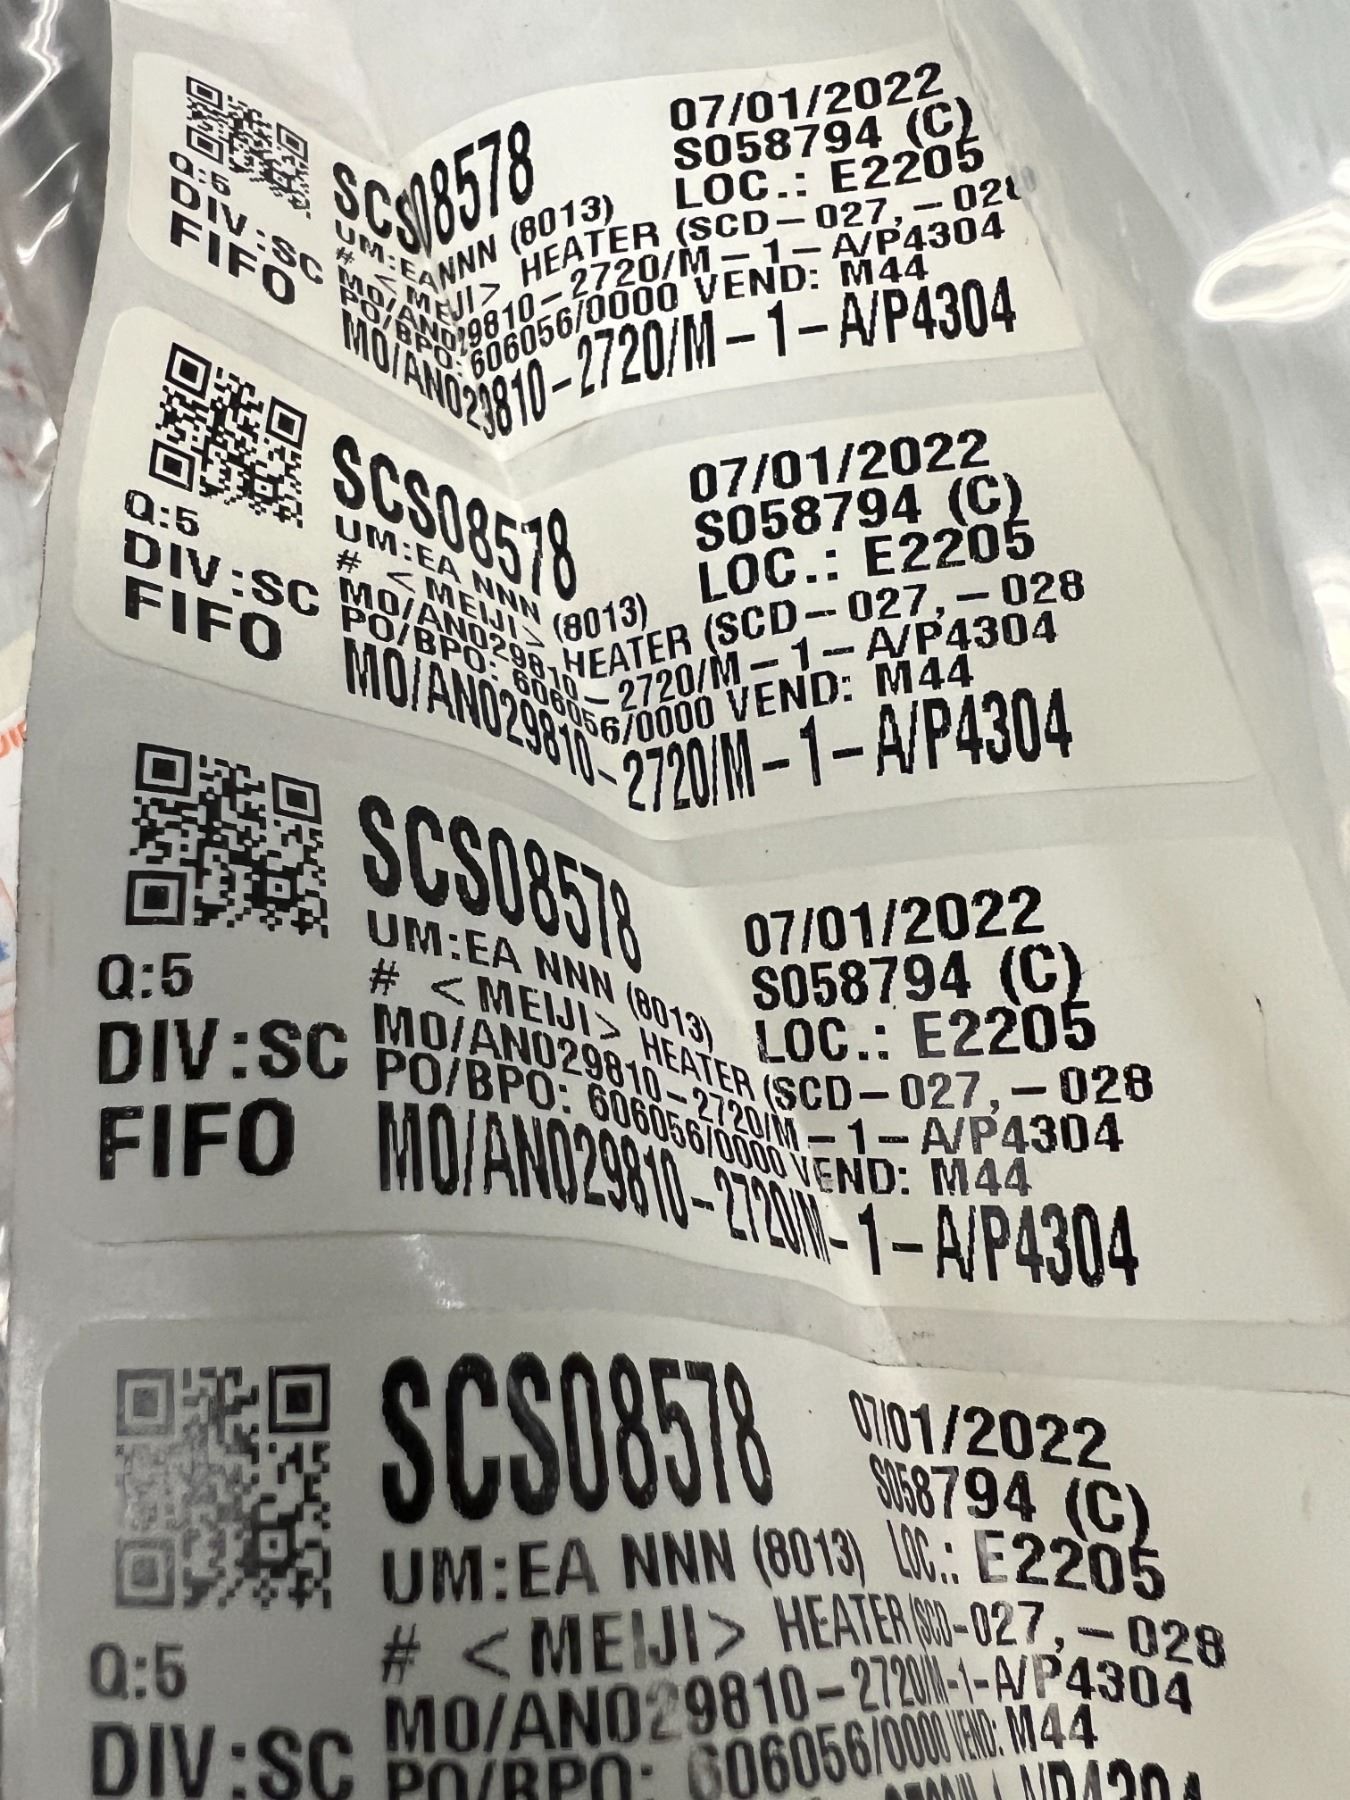 SCS08578
07/01/2022
S058794 (C)
UM:EA NNN (8013)
LOC.: E2205
# <MEIJI> HEATER (SCD-027,-028
MO/AN029810-2720/M-1-A/P4304
PO/BPO: 606056/0000 VEND: M44
MO/AN029810-2720/M-1-A/P4304
Q:5
DIV:SC
FIFO
SCS08578
07/01/2022
S058794 (C)
UM:EA NNN (8013)
LOC.: E2205
# <MEIJI> HEATER (SCD-027,-028
MO/AN029810-2720/M-1-A/P4304
PO/BPO: 606056/0000 VEND: M44
MO/AN029810-2720/M-1-A/P4304
Q:5
DIV:SC
FIFO
SCS08578
07/01/2022
S058794 (C)
UM:EA NNN (8013)
LOC.: E2205
# <MEIJI> HEATER (SCD-027,-028
MO/AN029810-2720/M-1-A/P4304
PO/BPO: 606056/0000 VEND: M44
MO/AN029810-2720/M-1-A/P4304
Q:5
DIV:SC
FIFO
SCS08578
07/01/2022
S058794 (C)
UM:EA NNN (8013)
LOC.: E2205
# <MEIJI> HEATER (SCD-027,-028
MO/AN029810-2720/M-1-A/P4304
PO/BPO: 606056/0000 VEND: M44
Q:5
DIV:SC